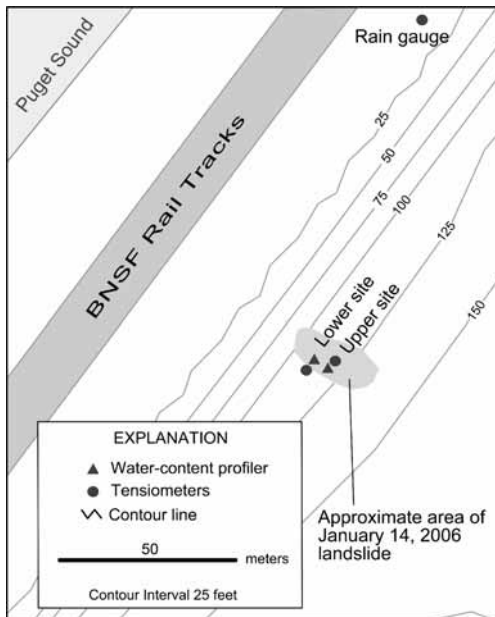 Puget Sound
Rain gauge
BNSF Rail Tracks
25
50
75
100
125
150
Lower site
Upper site
EXPLANATION
Water-content profiler
Tensiometers
Contour line
50
meters
Contour Interval 25 feet
Approximate area of
January 14, 2006
landslide